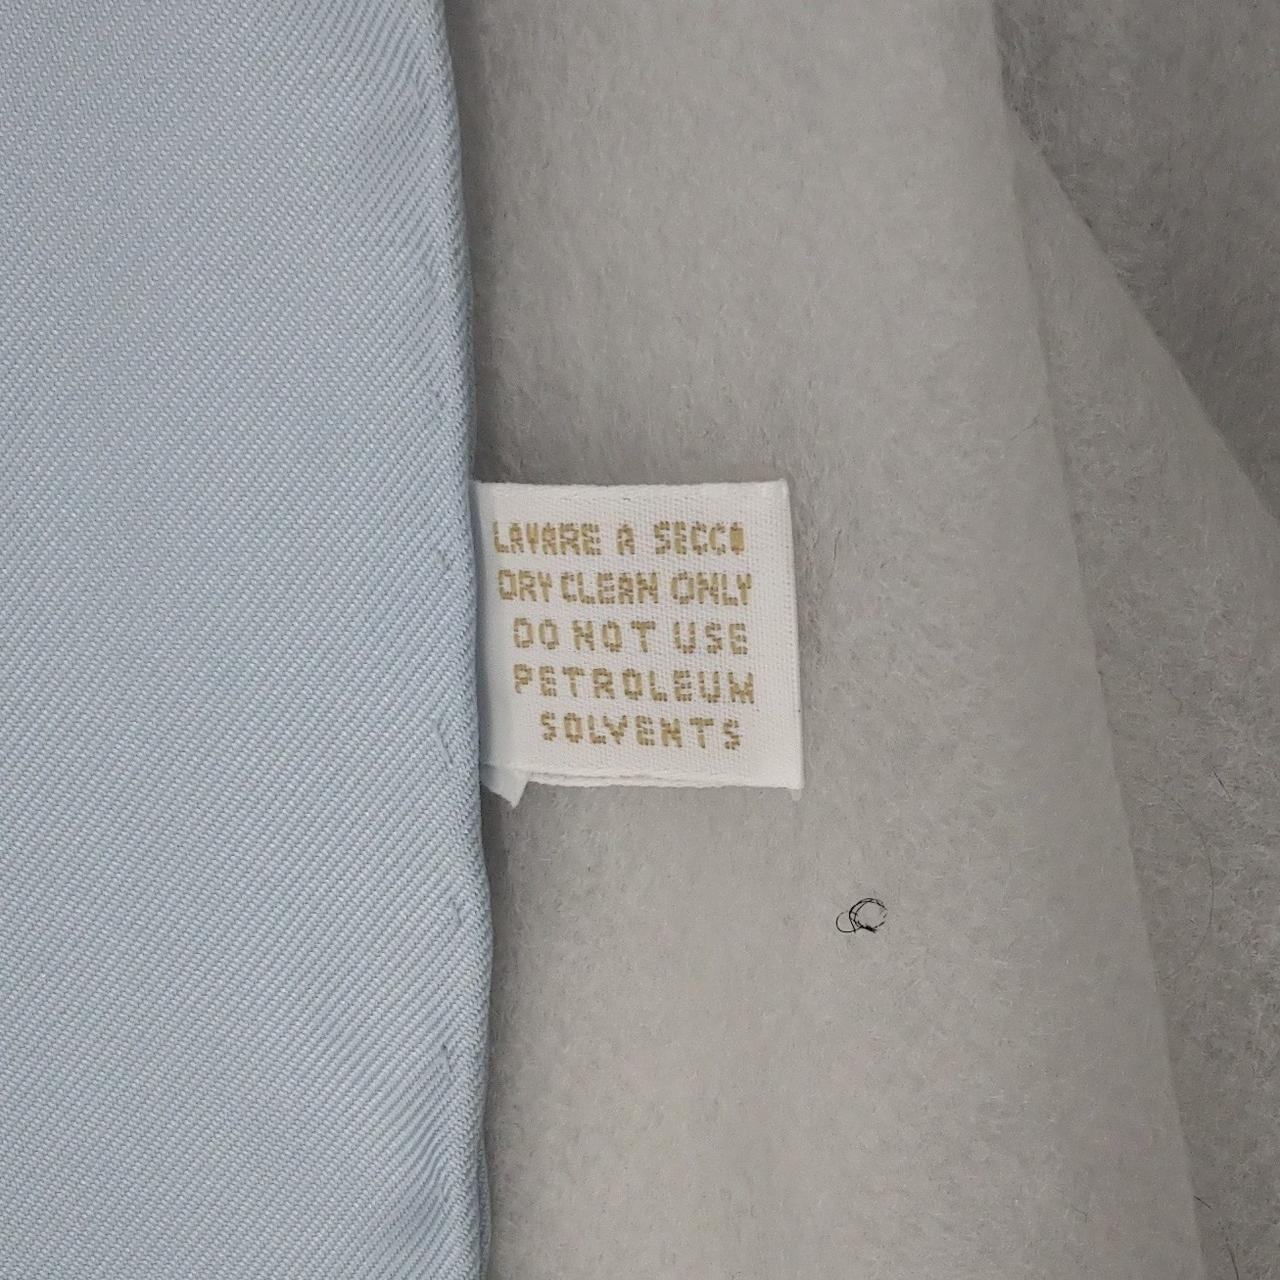 LAVARE A SECCO
DRY CLEAN ONLY
DO NOT USE
PETROLEUM
SOLVENTS